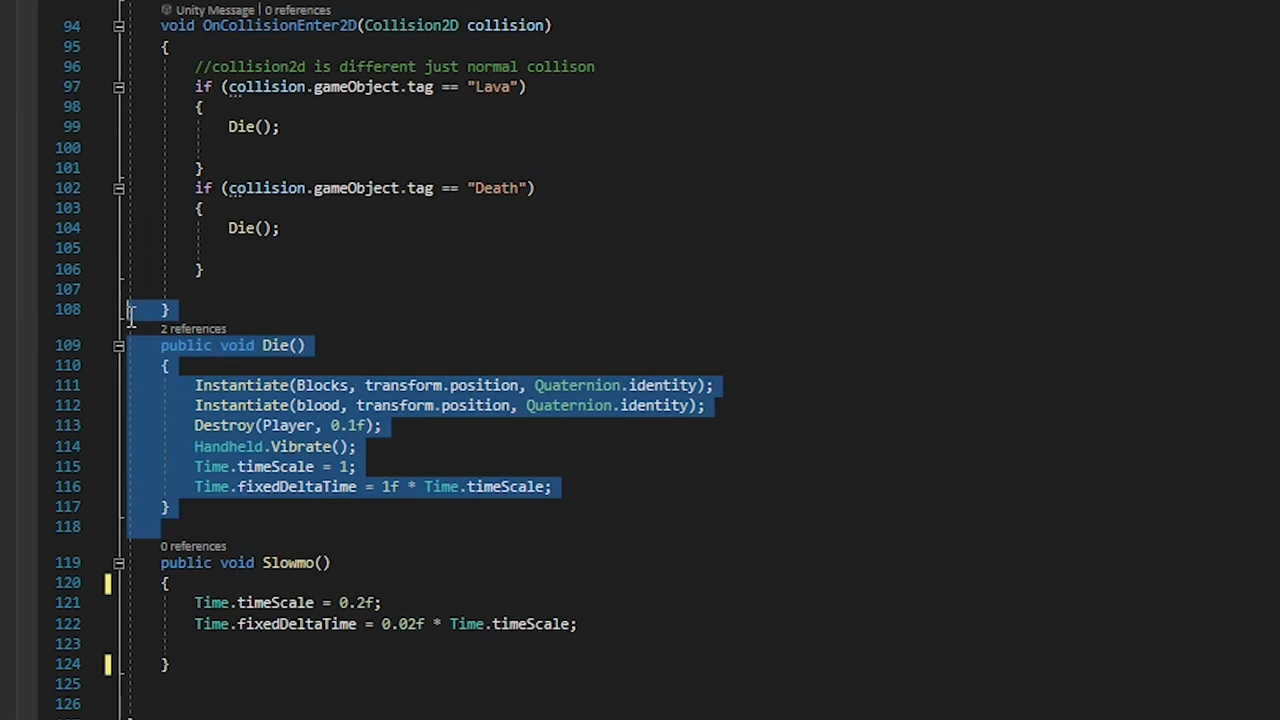 Unity Message | 0 references
94 void OnCollisionEnter2D(Collision2D collision)
95 {
96 //collision2d is different just normal collison
97 if (collision.gameObject.tag == "Lava")
98 {
99 Die();
100
101 }
102 if (collision.gameObject.tag == "Death")
103 {
104 Die();
105
106 }
107
108 }
2 references
109 public void Die()
110 {
111 Instantiate(Blocks, transform.position, Quaternion.identity);
112 Instantiate(blood, transform.position, Quaternion.identity);
113 Destroy(Player, 0.1f);
114 Handheld.Vibrate();
115 Time.timeScale = 1;
116 Time.fixedDeltaTime = 1f * Time.timeScale;
117 }
118
0 references
119 public void Slowmo()
120 {
121 Time.timeScale = 0.2f;
122 Time.fixedDeltaTime = 0.02f * Time.timeScale;
123
124 }
125
126